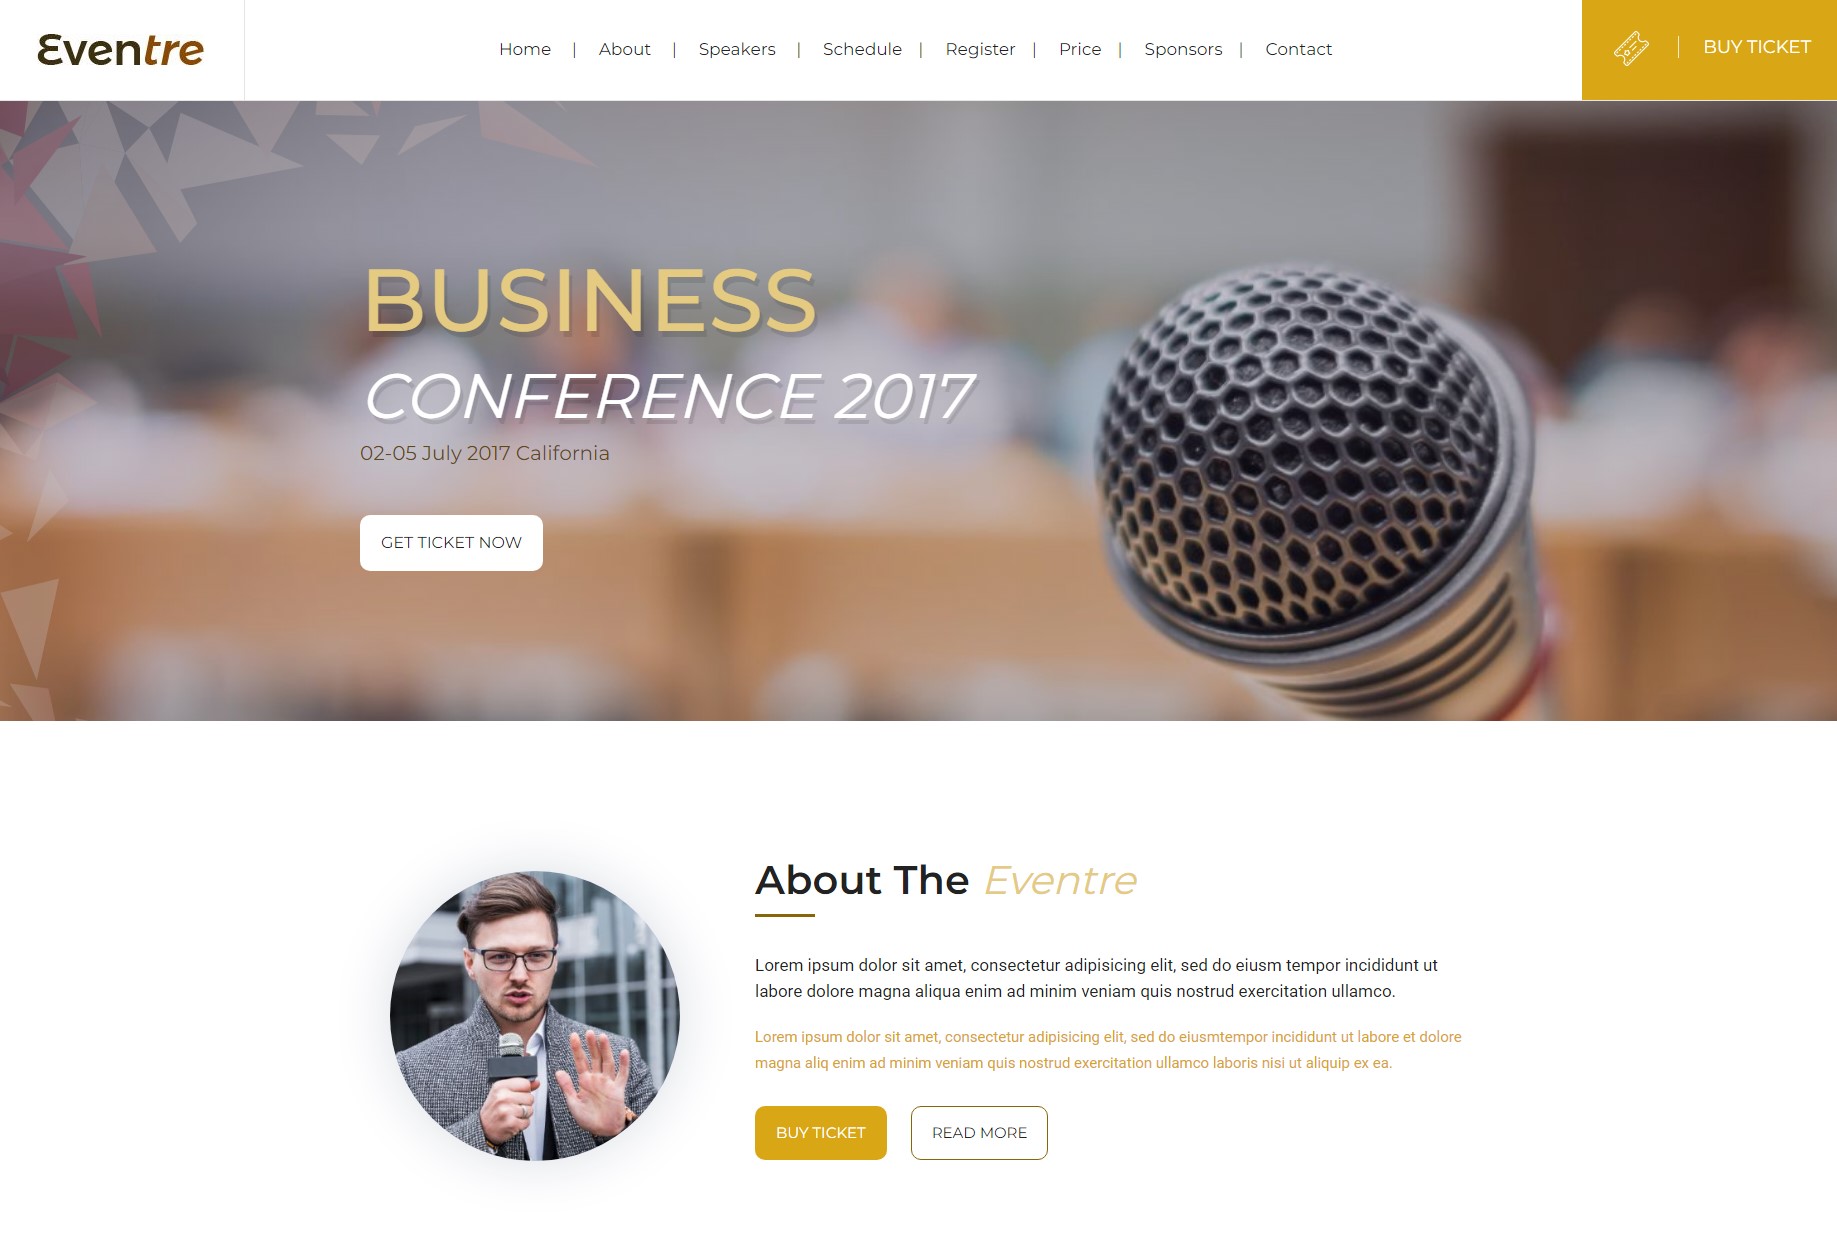 Eventre
Home | About | Speakers | Schedule | Register | Price | Sponsors | Contact
| BUY TICKET
BUSINESS
CONFERENCE 2017
02-05 July 2017 California
GET TICKET NOW
About The Eventre
Lorem ipsum dolor sit amet, consectetur adipisicing elit, sed do eiusm tempor incididunt ut
labore dolore magna aliqua enim ad minim veniam quis nostrud exercitation ullamco.
Lorem ipsum dolor sit amet, consectetur adipisicing elit, sed do eiusmtempor incididunt ut labore et dolore
magna aliq enim ad minim veniam quis nostrud exercitation ullamco laboris nisi ut aliquip ex ea.
BUY TICKET
READ MORE